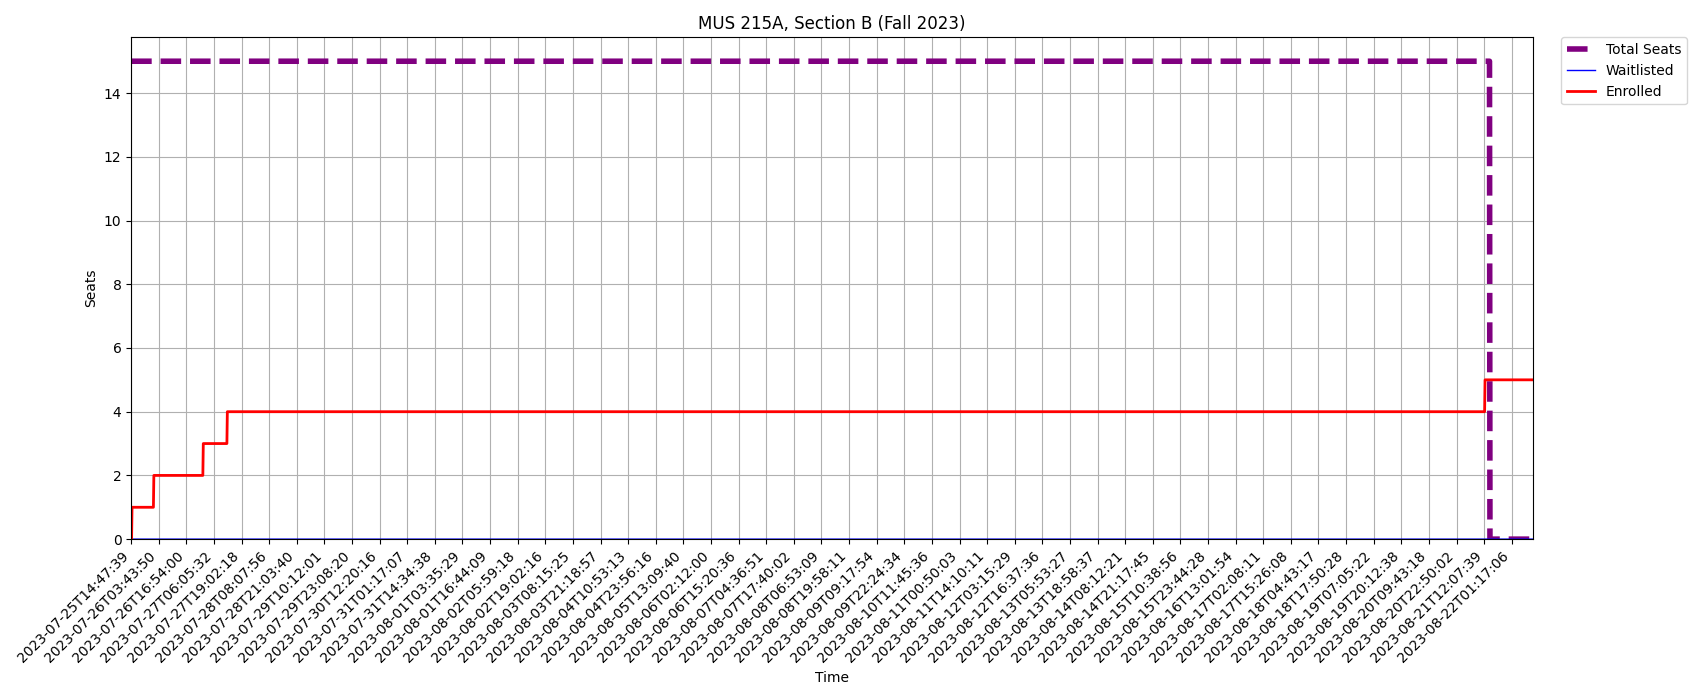 MUS 215A, Section B (Fall 2023)
Total Seats
Waitlisted
Enrolled
Seats
14
12
10
8
6
4
2
0
2023-07-25T14:47:39
2023-07-26T03:43:50
2023-07-26T16:54:00
2023-07-27T06:05:32
2023-07-27T19:02:18
2023-07-28T08:07:56
2023-07-28T21:03:40
2023-07-29T10:12:01
2023-07-29T23:08:20
2023-07-30T12:20:16
2023-07-31T01:17:07
2023-07-31T14:34:38
2023-08-01T03:35:29
2023-08-01T16:44:09
2023-08-02T05:59:18
2023-08-02T19:02:16
2023-08-03T08:15:25
2023-08-03T21:18:57
2023-08-04T10:53:13
2023-08-04T23:56:16
2023-08-05T13:09:40
2023-08-06T02:12:00
2023-08-06T15:20:36
2023-08-07T04:36:51
2023-08-07T17:40:02
2023-08-08T06:53:09
2023-08-08T19:58:11
2023-08-09T09:17:54
2023-08-09T22:24:34
2023-08-10T11:45:36
2023-08-11T00:50:03
2023-08-11T14:10:11
2023-08-12T03:15:29
2023-08-12T16:37:36
2023-08-13T05:53:27
2023-08-13T18:58:37
2023-08-14T08:12:21
2023-08-14T21:17:45
2023-08-15T10:38:56
2023-08-15T23:44:28
2023-08-16T13:01:54
2023-08-17T02:08:11
2023-08-17T15:26:08
2023-08-18T04:43:17
2023-08-18T17:50:28
2023-08-19T07:05:22
2023-08-19T20:12:38
2023-08-20T09:43:18
2023-08-20T22:50:02
2023-08-21T12:07:39
2023-08-22T01:17:06
Time